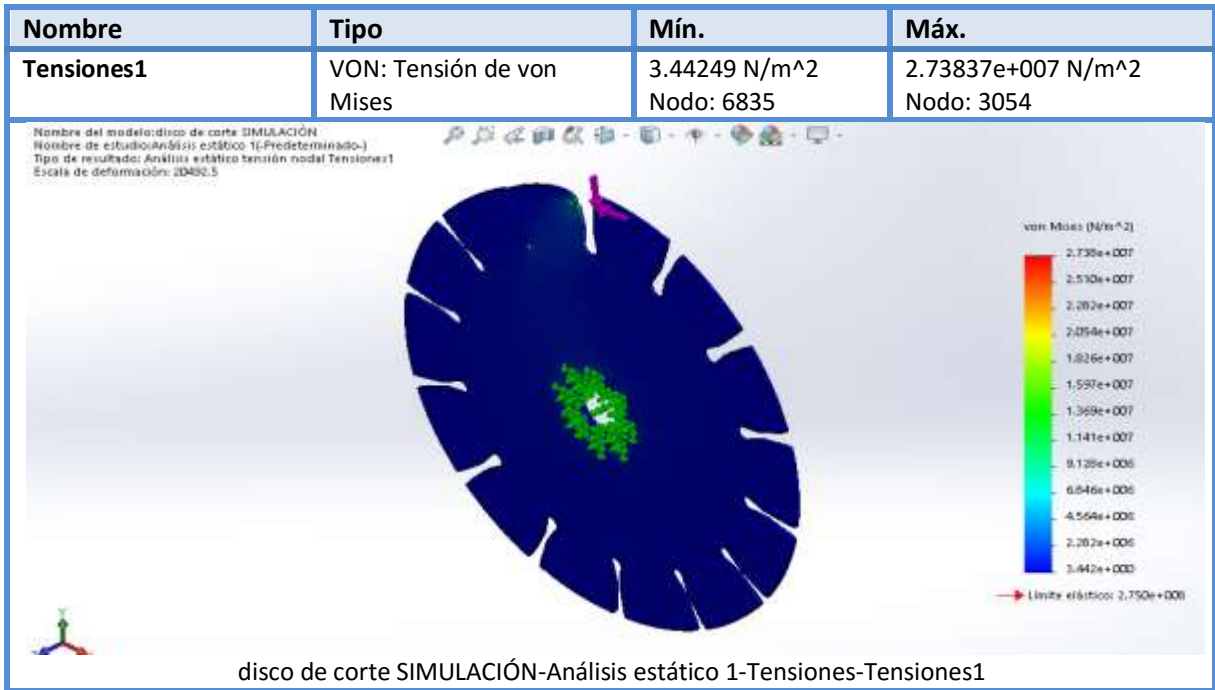 Nombre Tipo Mín. Máx.
Tensiones1 VON: Tensión de von 3.44249 N/m^2 2.73837e+007 N/m^2
Mises Nodo: 6835 Nodo: 3054
Nombre del modelo:disco de corte SIMULACIÓN
Nombre de estudio:Análisis estático 1(-Predeterminado-)
Tipo de resultado: Análisis estático tensión nodal Tensiones1
Escala de deformación: 20492.5
von Mises (N/m^2)
2.738e+007
2.510e+007
2.282e+007
2.054e+007
1.826e+007
1.597e+007
1.369e+007
1.141e+007
9.128e+006
6.846e+006
4.564e+006
2.282e+006
3.442e+000
Límite elástico: 2.750e+008
Y
disco de corte SIMULACIÓN-Análisis estático 1-Tensiones-Tensiones1